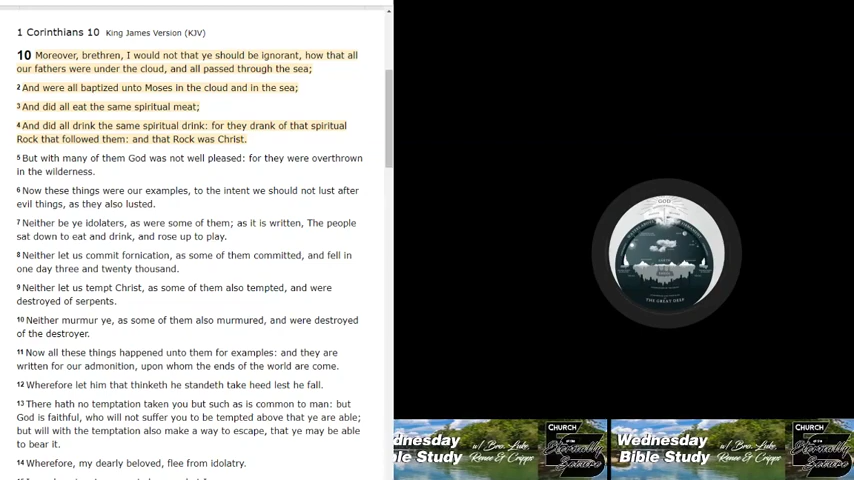 1 Corinthians 10 King James Version (KJV)
10 Moreover, brethren, I would not that ye should be ignorant, how that all
our fathers were under the cloud, and all passed through the sea;
2 And were all baptized unto Moses in the cloud and in the sea;
3 And did all eat the same spiritual meat;
4 And did all drink the same spiritual drink: for they drank of that spiritual
Rock that followed them: and that Rock was Christ.
5 But with many of them God was not well pleased: for they were overthrown
in the wilderness.
6 Now these things were our examples, to the intent we should not lust after
evil things, as they also lusted.
7 Neither be ye idolaters, as were some of them; as it is written, The people
sat down to eat and drink, and rose up to play.
8 Neither let us commit fornication, as some of them committed, and fell in
one day three and twenty thousand.
9 Neither let us tempt Christ, as some of them also tempted, and were
destroyed of serpents.
10 Neither murmur ye, as some of them also murmured, and were destroyed
of the destroyer.
11 Now all these things happened unto them for examples: and they are
written for our admonition, upon whom the ends of the world are come.
12 Wherefore let him that thinketh he standeth take heed lest he fall.
13 There hath no temptation taken you but such as is common to man: but
God is faithful, who will not suffer you to be tempted above that ye are able;
but will with the temptation also make a way to escape, that ye may be able
to bear it.
14 Wherefore, my dearly beloved, flee from idolatry.
GOD
THE GREAT DEEP
dnesday
le Study
w/ Bro. Luke,
Renee & Cripps
CHURCH
Eternally
Secure
Wednesday
Bible Study
w/ Bro. Luke,
Renee & Cripps
CHURCH
Eternally
Secure